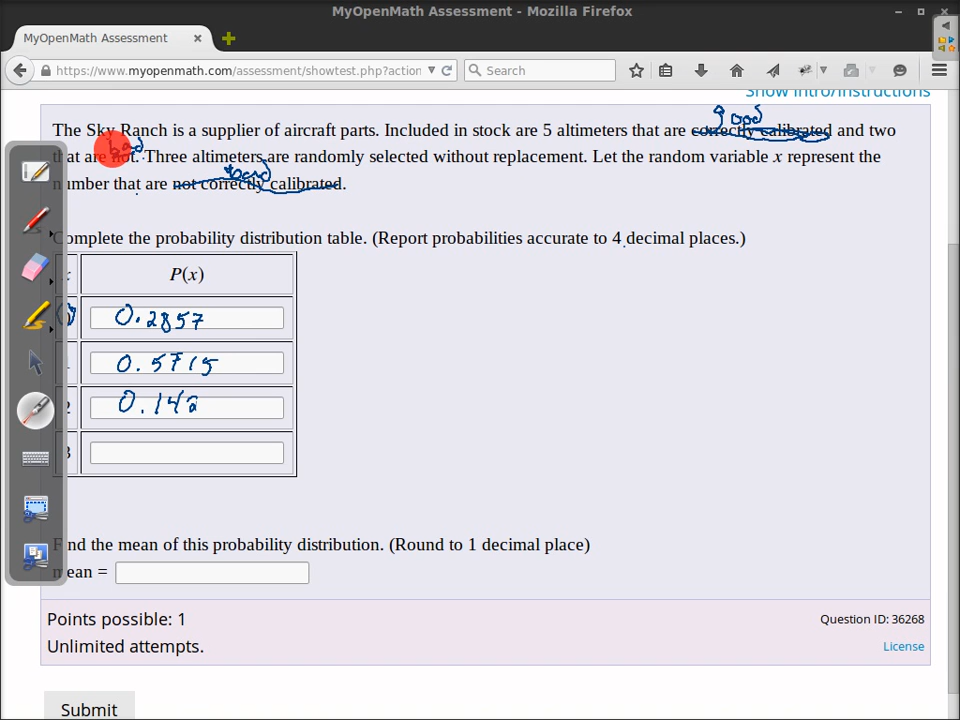 MyOpenMath Assessment - Mozilla Firefox
MyOpenMath Assessment
https://www.myopenmath.com/assessment/showtest.php?action
Search
Show Intro/Instructions
good
The Sky Ranch is a supplier of aircraft parts. Included in stock are 5 altimeters that are correctly calibrated and two
bad
that are not. Three altimeters are randomly selected without replacement. Let the random variable x represent the
bad
number that are not correctly calibrated.
Complete the probability distribution table. (Report probabilities accurate to 4 decimal places.)
x P(x)
0 0.2857
1 0.5715
2 0.142
3
Find the mean of this probability distribution. (Round to 1 decimal place)
mean =
Points possible: 1
Question ID: 36268
Unlimited attempts.
License
Submit